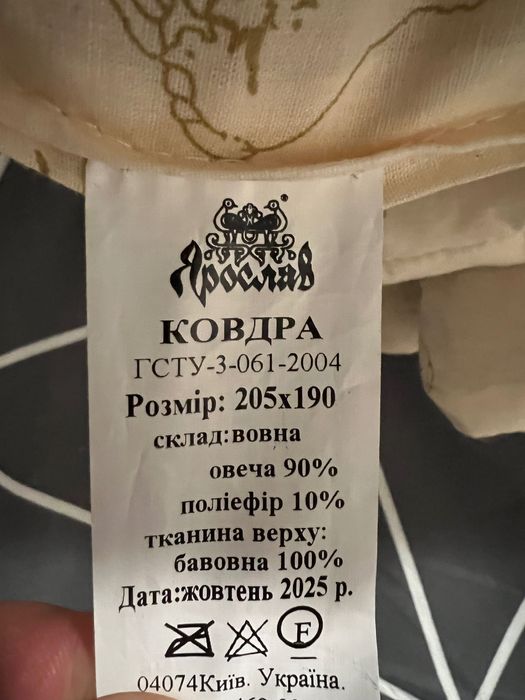 ®
Ярослав
КОВДРА
ГСТУ-3-061-2004
Розмір: 205х190
склад:вовна
овеча 90%
поліефір 10%
тканина верху:
бавовна 100%
Дата:жовтень 2025 р.
F
04074Київ. Україна.